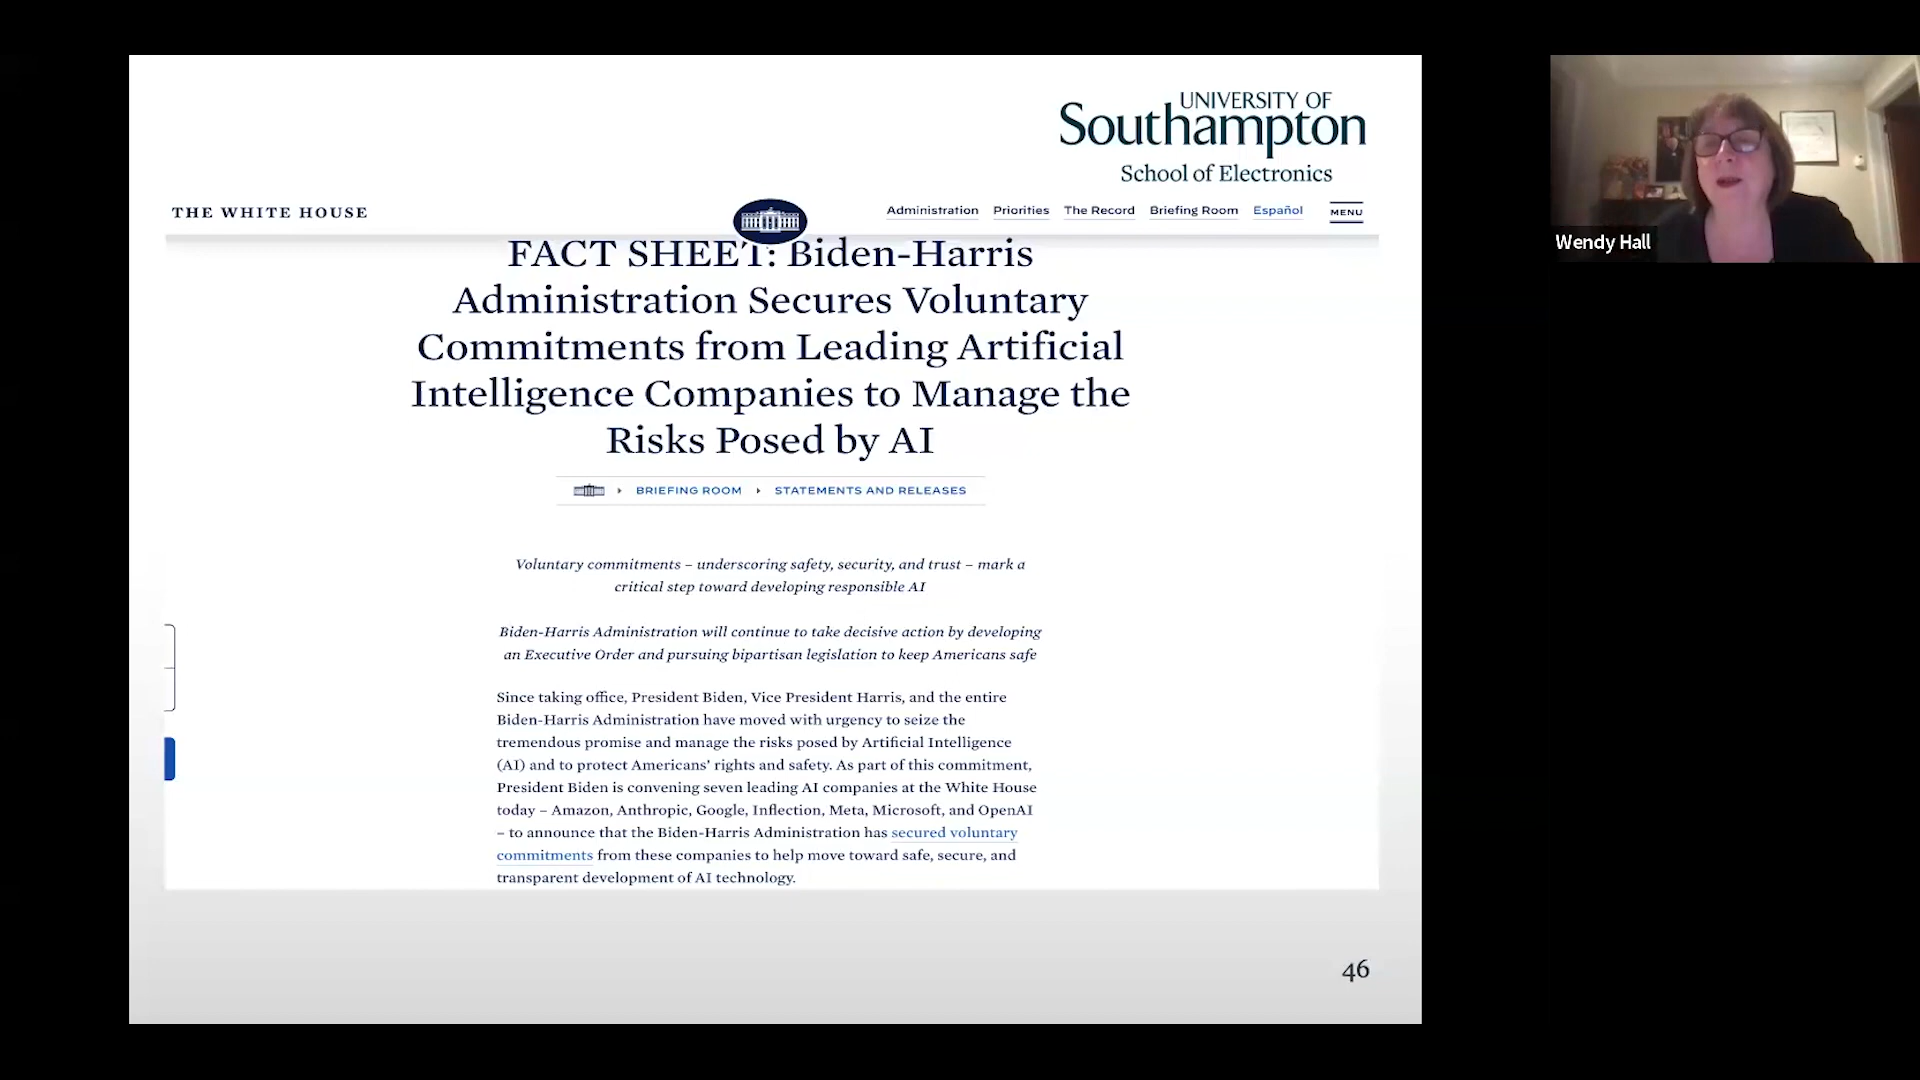 UNIVERSITY OF
Southampton
School of Electronics
THE WHITE HOUSE
Administration Priorities The Record Briefing Room Español MENU
FACT SHEET: Biden-Harris
Administration Secures Voluntary
Commitments from Leading Artificial
Intelligence Companies to Manage the
Risks Posed by AI
BRIEFING ROOM STATEMENTS AND RELEASES
Voluntary commitments – underscoring safety, security, and trust – mark a
critical step toward developing responsible AI
Biden-Harris Administration will continue to take decisive action by developing
an Executive Order and pursuing bipartisan legislation to keep Americans safe
Since taking office, President Biden, Vice President Harris, and the entire
Biden-Harris Administration have moved with urgency to seize the
tremendous promise and manage the risks posed by Artificial Intelligence
(AI) and to protect Americans’ rights and safety. As part of this commitment,
President Biden is convening seven leading AI companies at the White House
today – Amazon, Anthropic, Google, Inflection, Meta, Microsoft, and OpenAI
– to announce that the Biden-Harris Administration has secured voluntary
commitments from these companies to help move toward safe, secure, and
transparent development of AI technology.
46
Wendy Hall